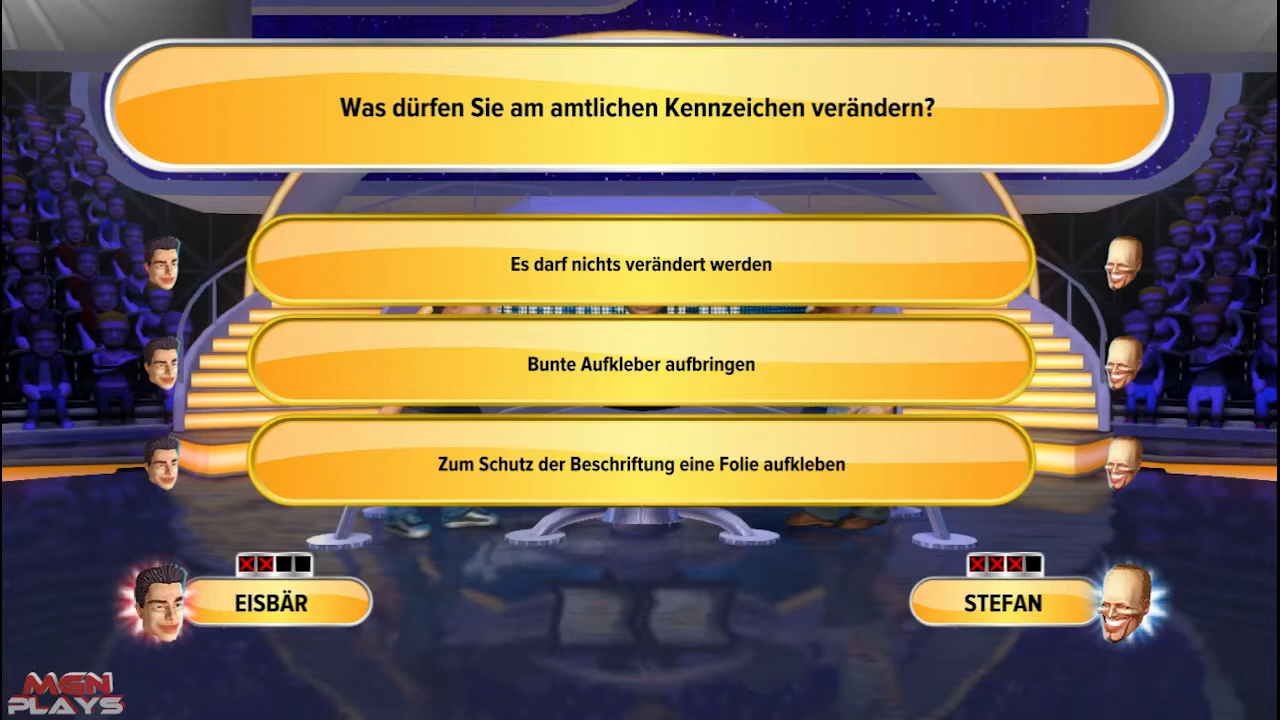 Was dürfen Sie am amtlichen Kennzeichen verändern?
Es darf nichts verändert werden
Bunte Aufkleber aufbringen
Zum Schutz der Beschriftung eine Folie aufkleben
EISBÄR
STEFAN
MGN
PLAYS